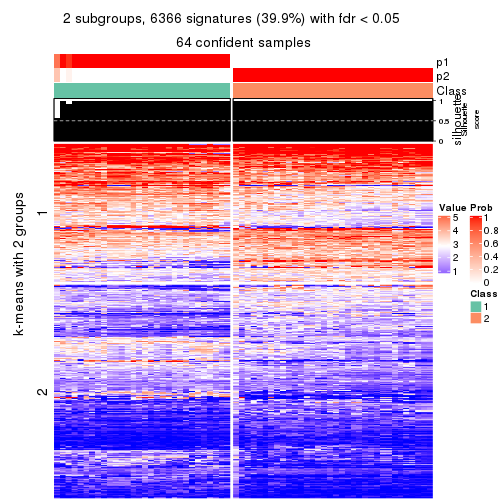 2 subgroups, 6366 signatures (39.9%) with fdr < 0.05
64 confident samples
p1
p2
Class
1
0.5
0
silhouette
Silhouette
score
k-means with 2 groups
1
2
Value
5
4
3
2
1
Prob
1
0.8
0.6
0.4
0.2
0
Class
1
2